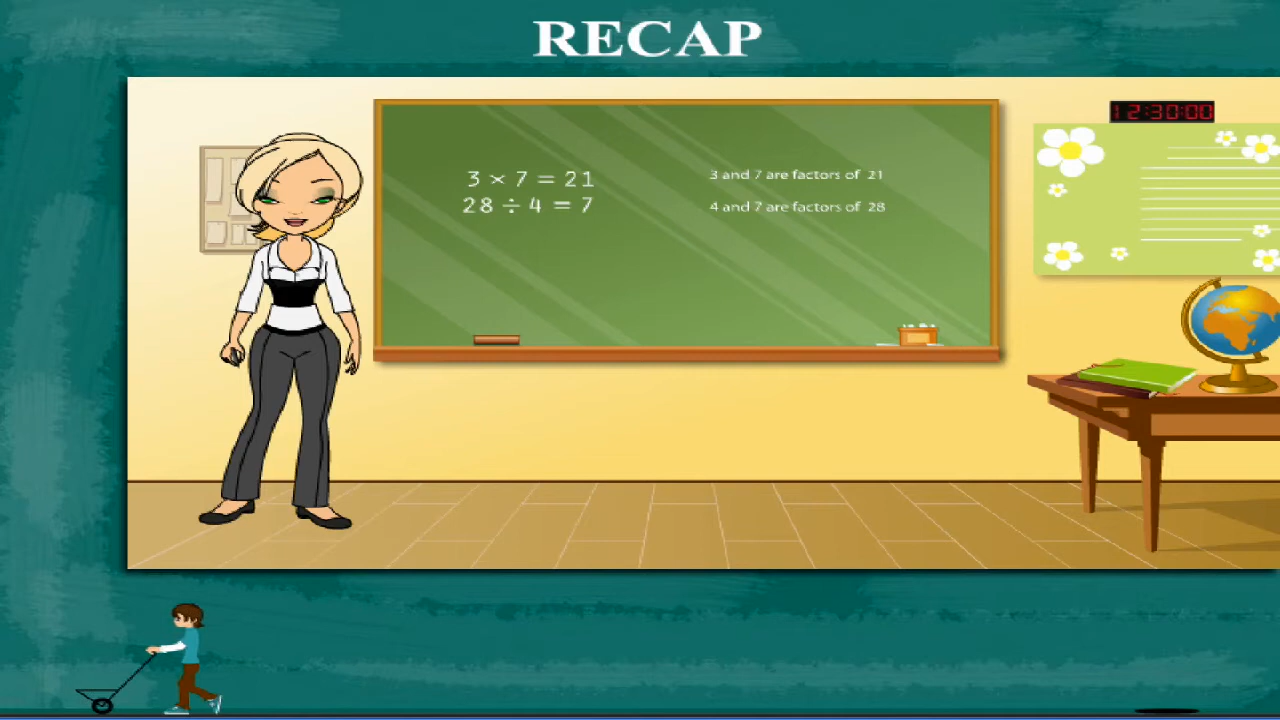 RECAP
12:30:00
3 × 7 = 21
3 and 7 are factors of 21
28 ÷ 4 = 7
4 and 7 are factors of 28